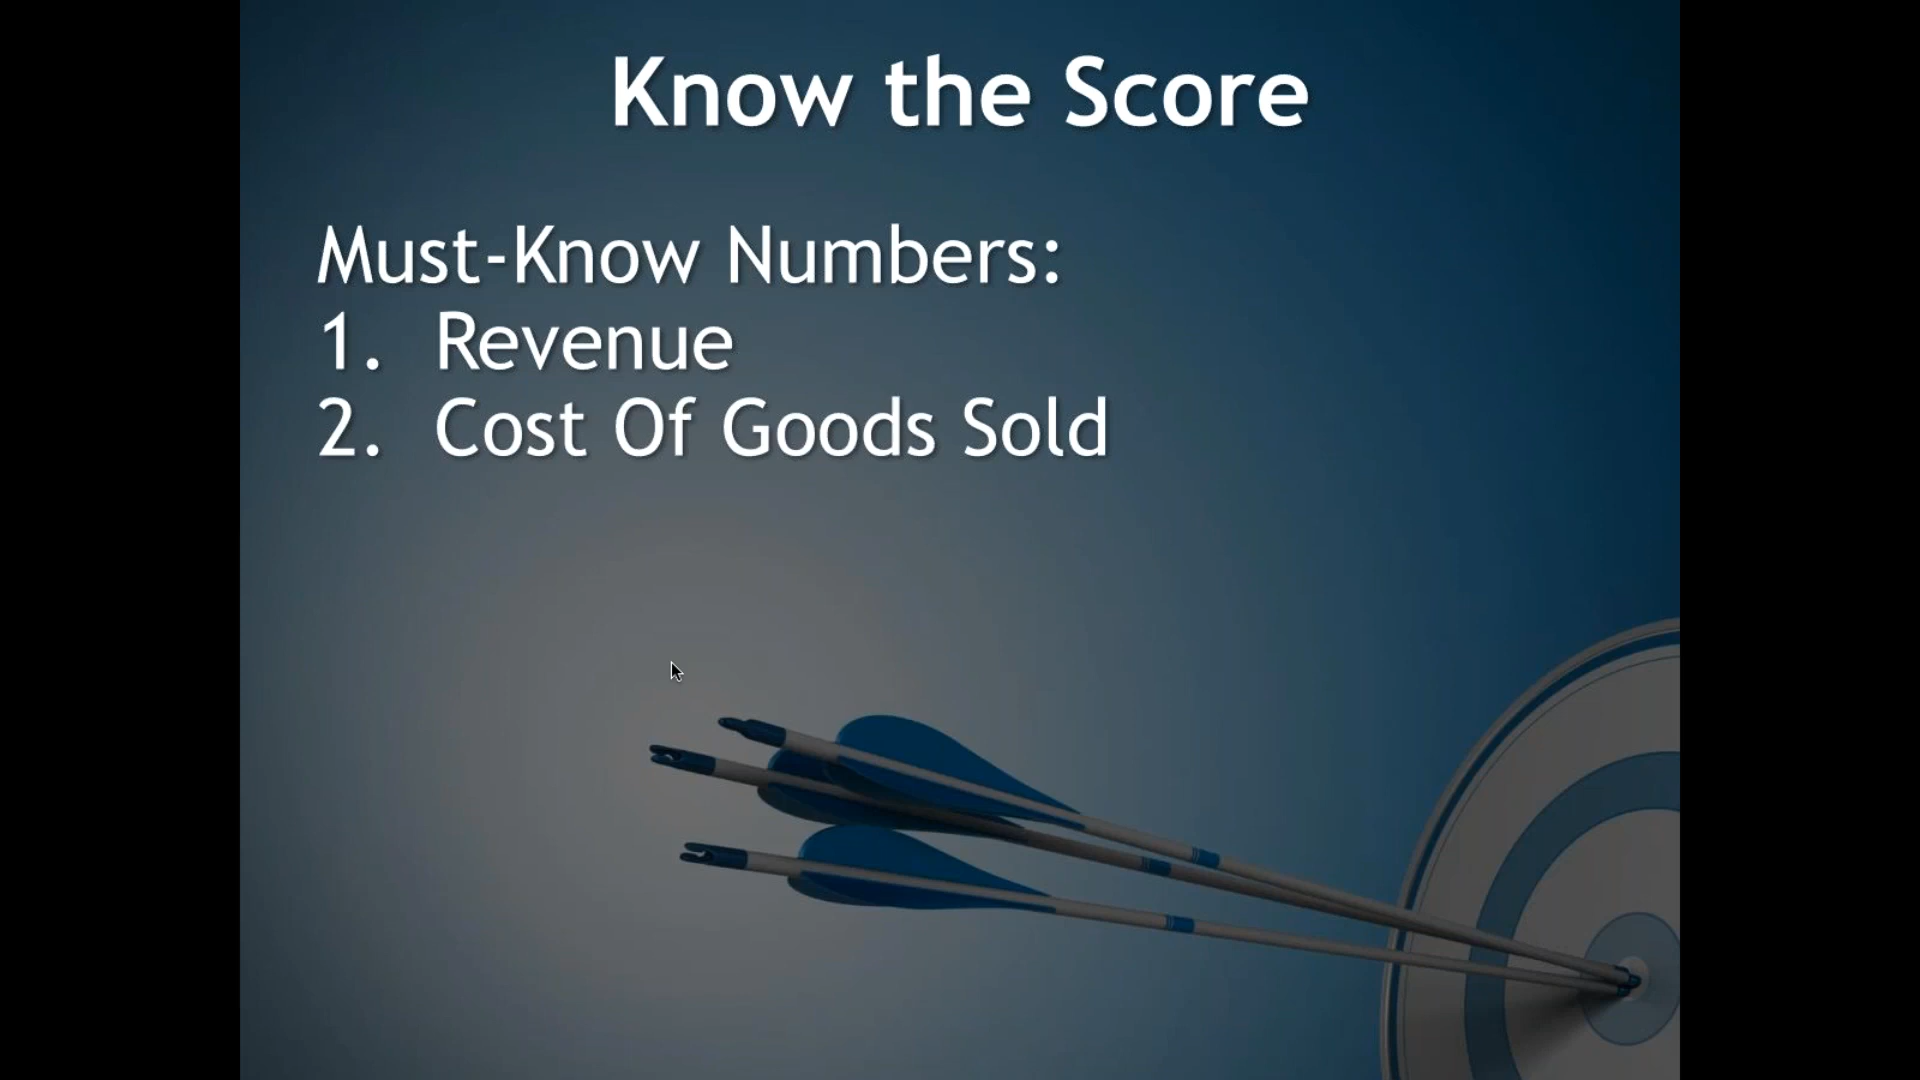 Know the Score
Must-Know Numbers:
1. Revenue
2. Cost Of Goods Sold